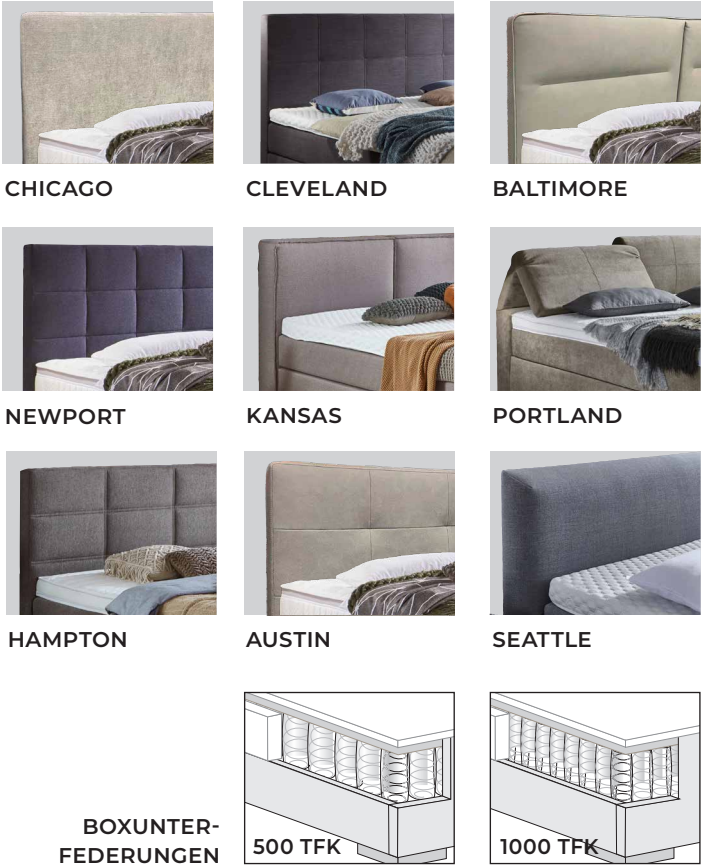 CHICAGO
CLEVELAND
BALTIMORE
NEWPORT
KANSAS
PORTLAND
HAMPTON
AUSTIN
SEATTLE
BOXUNTER-
FEDERUNGEN
500 TFK
1000 TFK